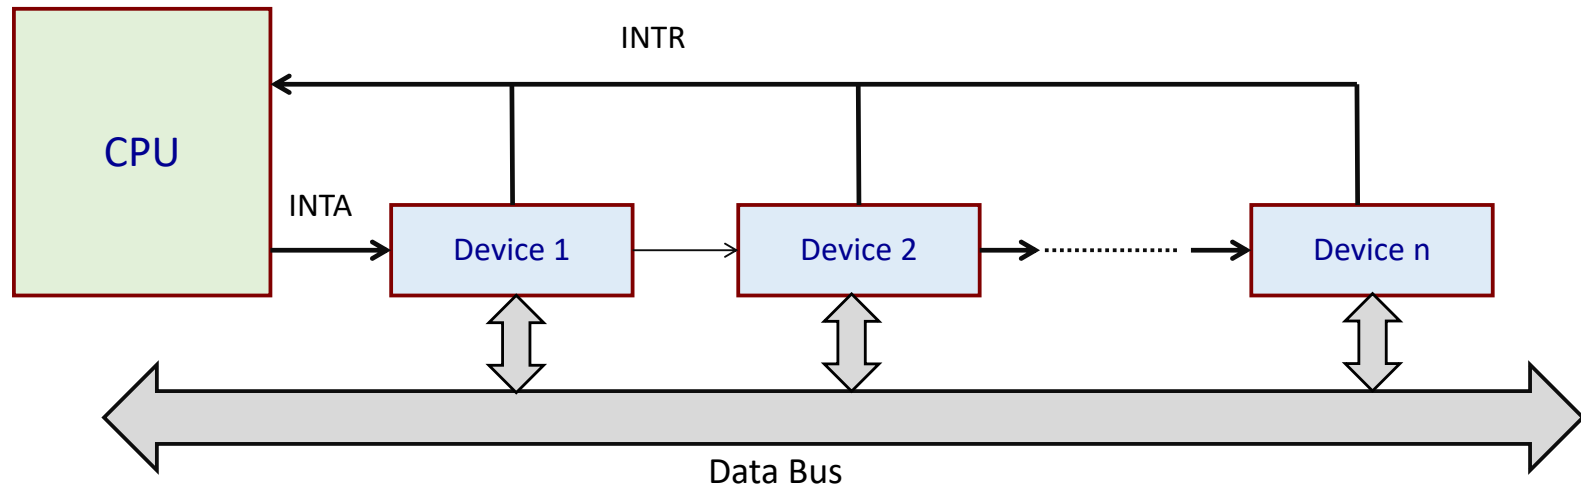 INTR
CPU
INTA
Device 1
Device 2
Device n
Data Bus